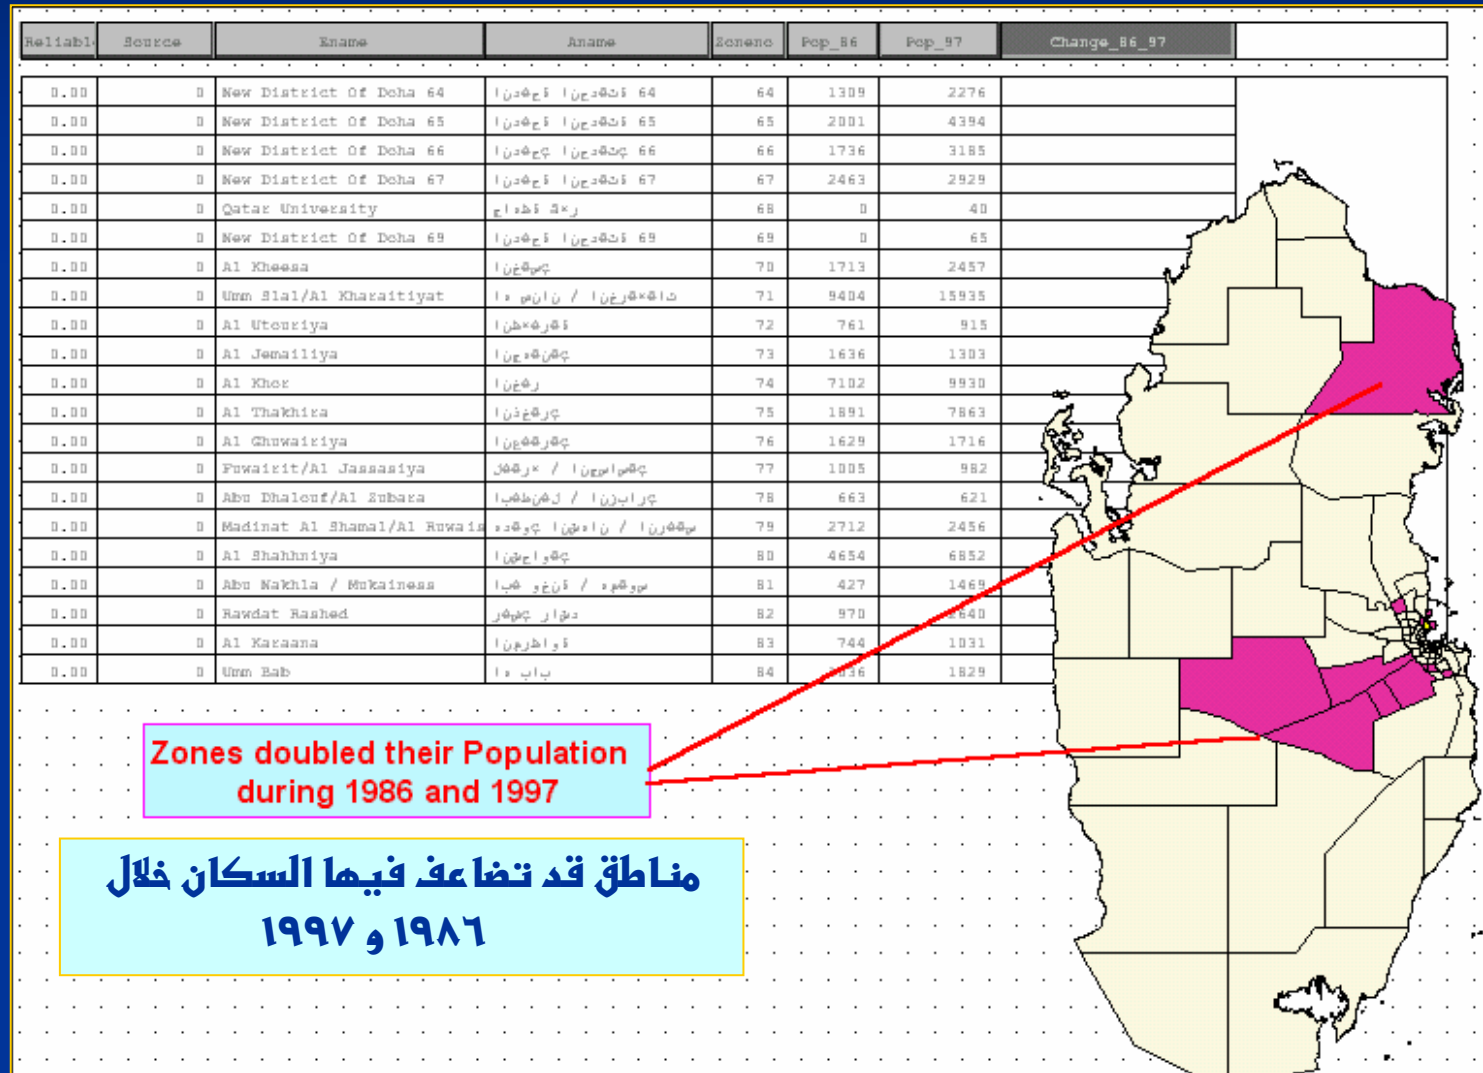 Reliabl Source Ename Aname Zoneno Pop_86 Pop_97 Change_86_97
0.00 0 New District Of Doha 64 64 64 1309 2276
0.00 0 New District Of Doha 65 65 65 2001 4394
0.00 0 New District Of Doha 66 66 66 1736 3185
0.00 0 New District Of Doha 67 67 67 2463 2929
0.00 0 Qatar University 68 0 40
0.00 0 New District Of Doha 69 69 69 0 65
0.00 0 Al Kheesa 70 1713 2457
0.00 0 Umm Slal/Al Kharaitiyat 71 9404 15935
0.00 0 Al Utouriya 72 761 915
0.00 0 Al Jemailiya 73 1636 1303
0.00 0 Al Khor 74 7102 9930
0.00 0 Al Thakhira 75 1891 7863
0.00 0 Al Ghuwairiya 76 1629 1716
0.00 0 Fuwairit/Al Jassasiya 77 1005 982
0.00 0 Abu Dhalouf/Al Zubara 78 663 621
0.00 0 Madinat Al Shamal/Al Ruwais 79 2712 2456
0.00 0 Al Shahhniya 80 4654 6852
0.00 0 Abu Nakhla / Mukainess 81 427 1469
0.00 0 Rawdat Rashed 82 970
0.00 0 Al Karaana 83 744 1031
0.00 0 Umm Bab 84 1829
Zones doubled their Population
during 1986 and 1997
مناطق قد تضاعف فيها السكان خلال
١٩٨٦ و ١٩٩٧